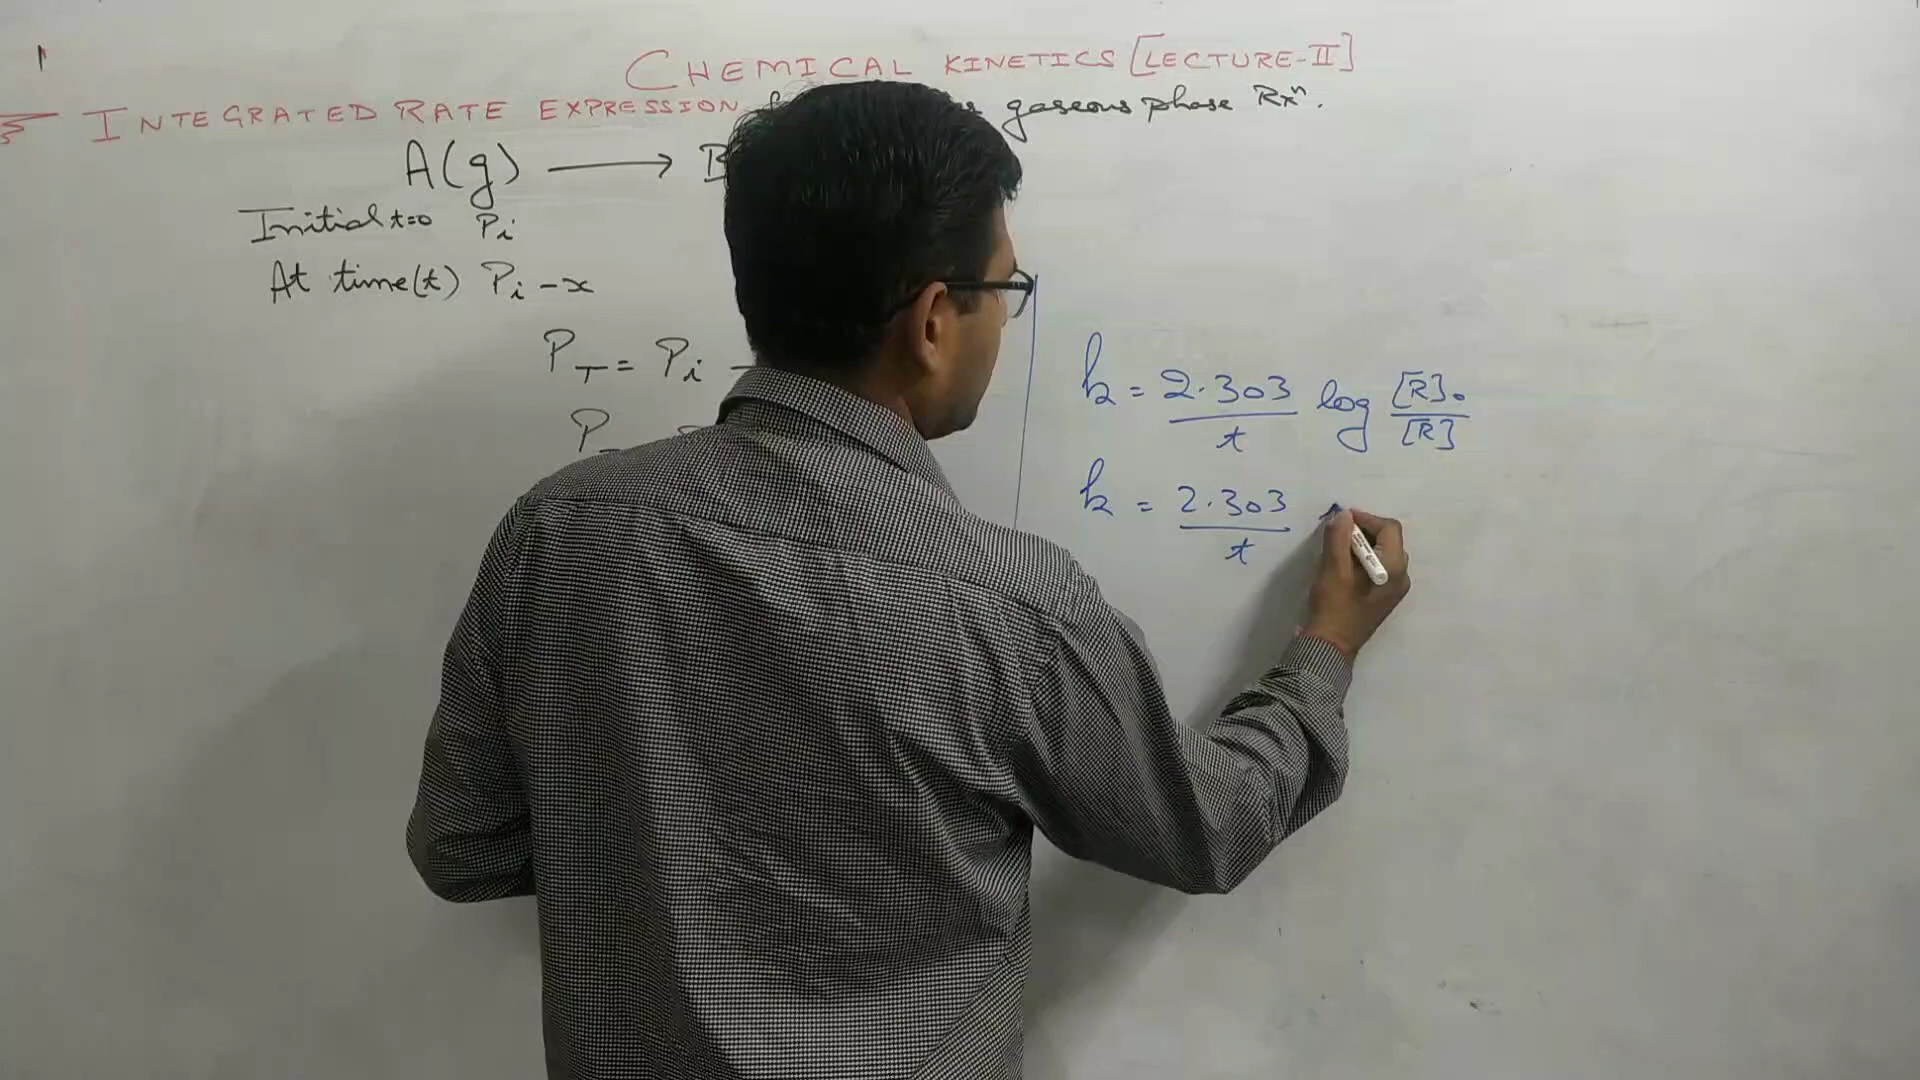 CHEMICAL KINETICS [LECTURE-II]
INTEGRATED RATE EXPRESSION gaseous phase Rxⁿ.
A(g) ⟶ B
Initial t=0 Pi
At time(t) Pi - x
PT = Pi -
P
k = 2.303/t log [R]₀/[R]
k = 2.303/t